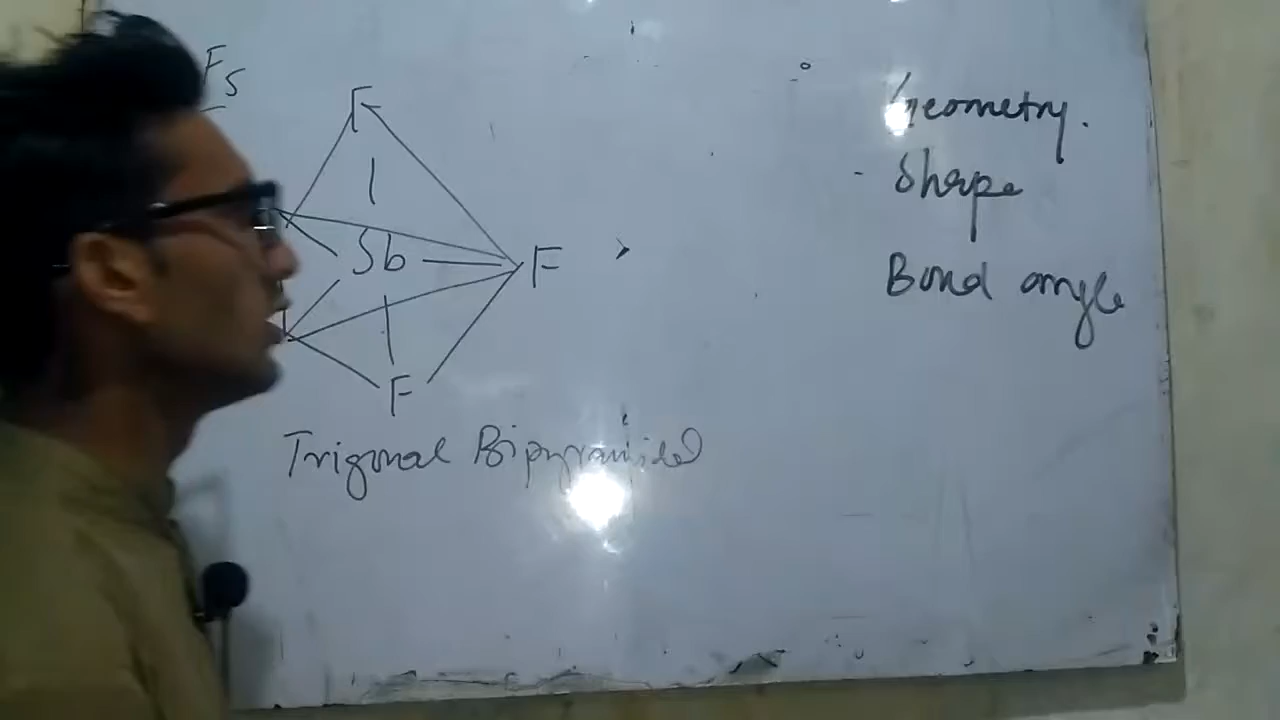 F5
F
Sb
F
F
Trigonal Bipyramidal
Geometry.
Shape
Bond angle